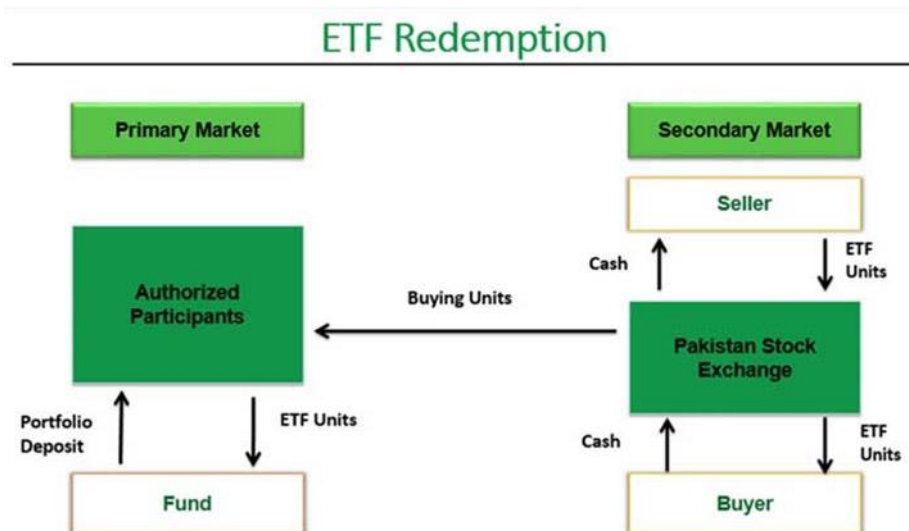 ETF Redemption
Primary Market
Secondary Market
Seller
Cash
ETF
Units
Authorized
Participants
Buying Units
Pakistan Stock
Exchange
Portfolio
Deposit
ETF Units
Cash
ETF
Units
Fund
Buyer